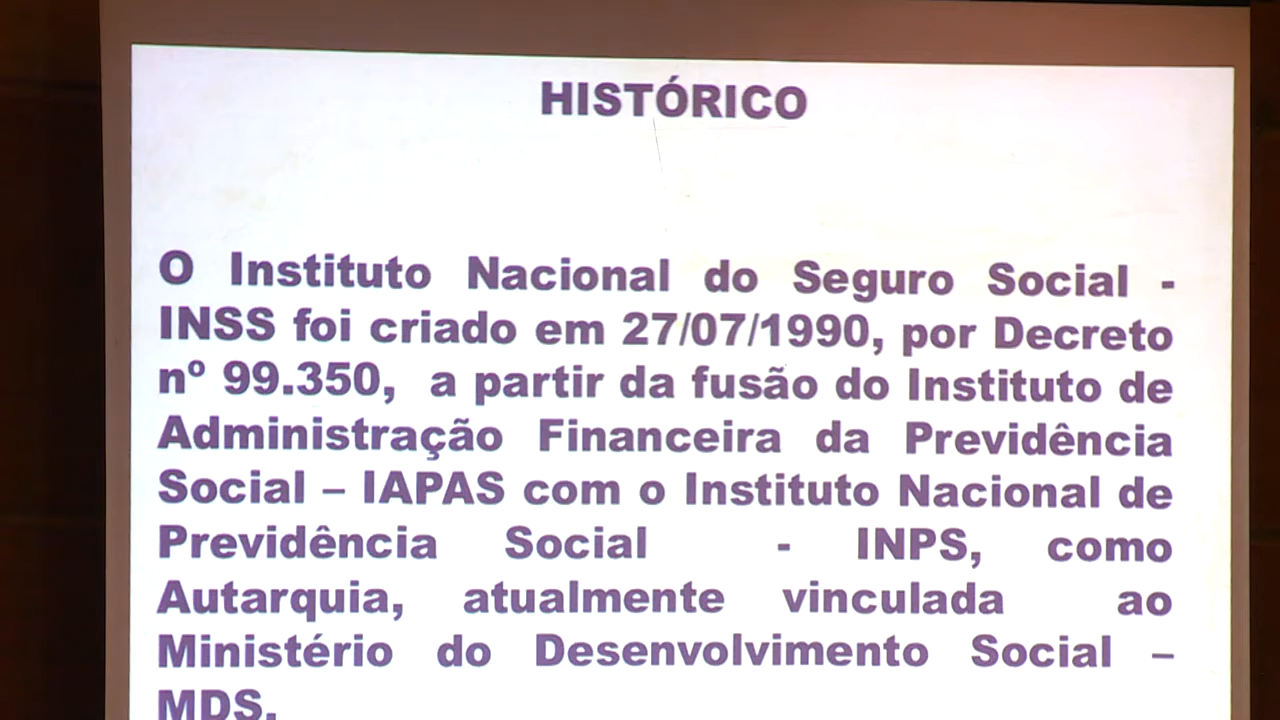 HISTÓRICO
O Instituto Nacional do Seguro Social -
INSS foi criado em 27/07/1990, por Decreto
nº 99.350, a partir da fusão do Instituto de
Administração Financeira da Previdência
Social – IAPAS com o Instituto Nacional de
Previdência Social - INPS, como
Autarquia, atualmente vinculada ao
Ministério do Desenvolvimento Social –
MDS.